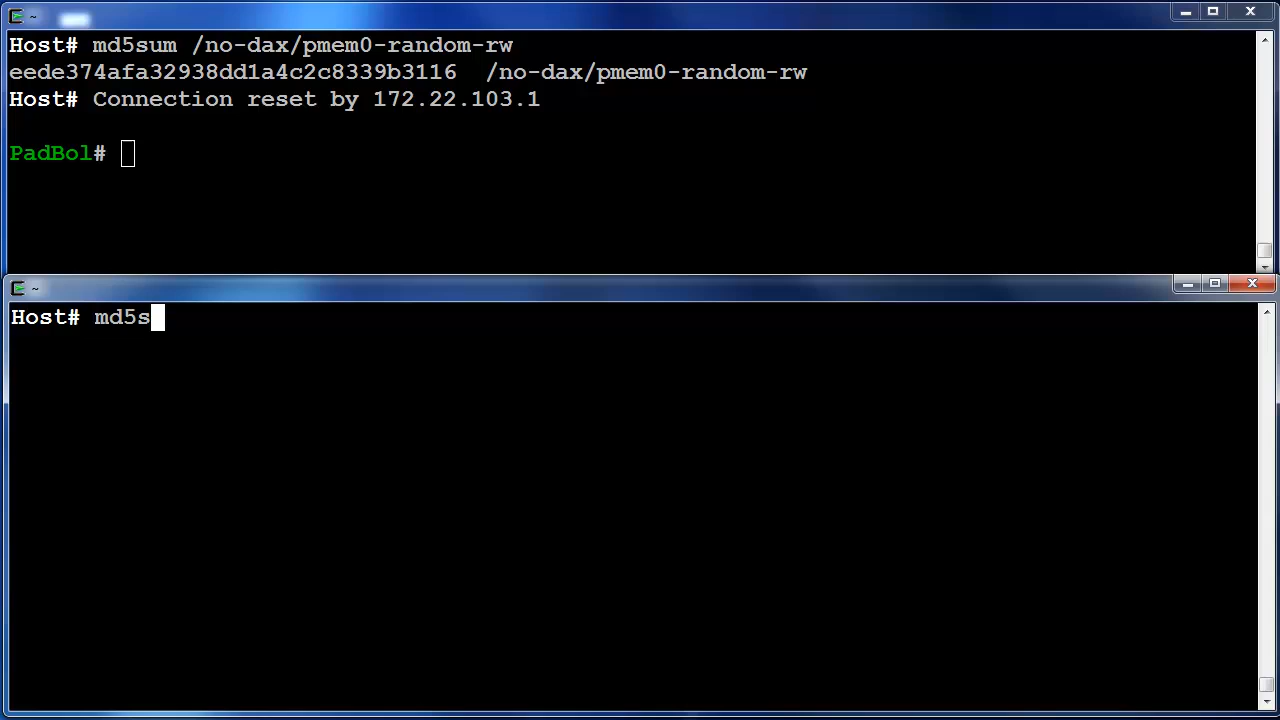 ~
Host# md5sum /no-dax/pmem0-random-rw
eede374afa32938dd1a4c2c8339b3116  /no-dax/pmem0-random-rw
Host# Connection reset by 172.22.103.1
PadBol#
~
Host# md5s